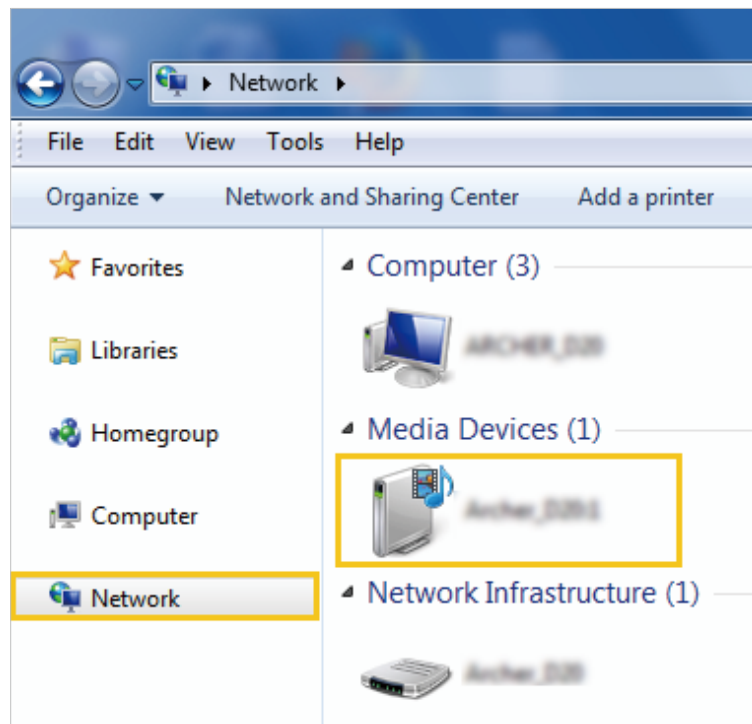 Network
File Edit View Tools Help
Organize Network and Sharing Center Add a printer
Favorites
Libraries
Homegroup
Computer
Network
Computer (3)
Media Devices (1)
Network Infrastructure (1)